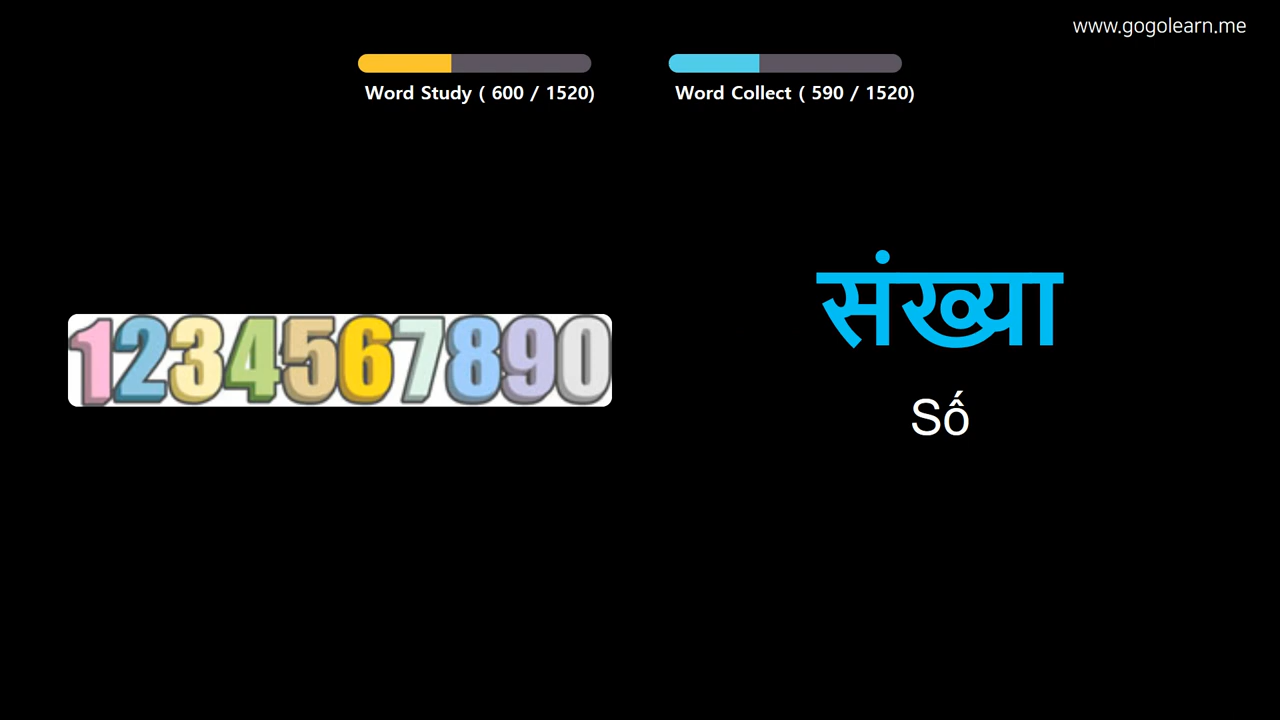 www.gogolearn.me
Word Study ( 600 / 1520)
Word Collect ( 590 / 1520)
1234567890
संख्या
Số